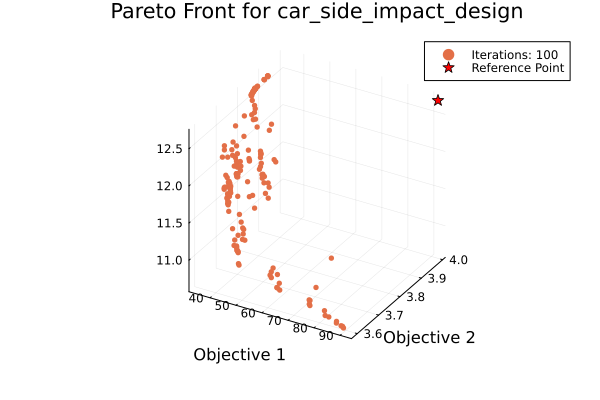 Pareto Front for car_side_impact_design
Iterations: 100
Reference Point
12.5
12.0
11.5
11.0
40 50 60 70 80 90
3.6 3.7 3.8 3.9 4.0
Objective 1
Objective 2